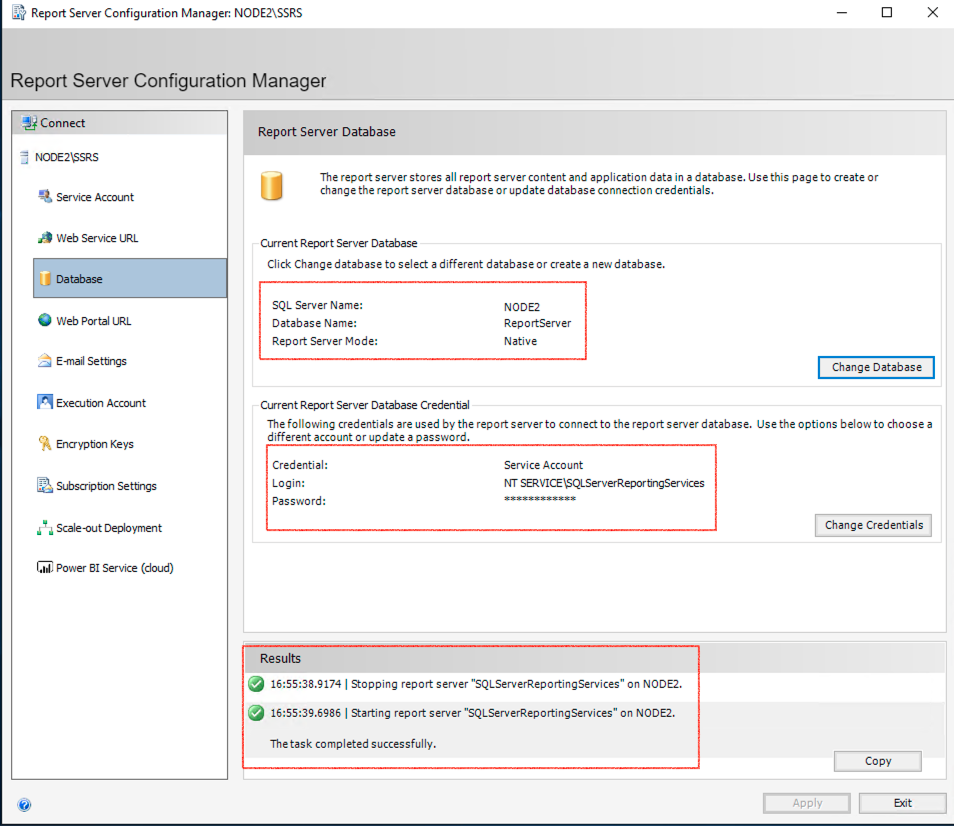 Report Server Configuration Manager: NODE2\SSRS
Report Server Configuration Manager
Connect
NODE2\SSRS
Service Account
Web Service URL
Database
Web Portal URL
E-mail Settings
Execution Account
Encryption Keys
Subscription Settings
Scale-out Deployment
Power BI Service (cloud)
Report Server Database
The report server stores all report server content and application data in a database. Use this page to create or
change the report server database or update database connection credentials.
Current Report Server Database
Click Change database to select a different database or create a new database.
SQL Server Name: NODE2
Database Name: ReportServer
Report Server Mode: Native
Change Database
Current Report Server Database Credential
The following credentials are used by the report server to connect to the report server database. Use the options below to choose a
different account or update a password.
Credential: Service Account
Login: NT SERVICE\SQLServerReportingServices
Password: ************
Change Credentials
Results
16:55:38.9174 | Stopping report server "SQLServerReportingServices" on NODE2.
16:55:39.6986 | Starting report server "SQLServerReportingServices" on NODE2.
The task completed successfully.
Copy
?
Apply
Exit